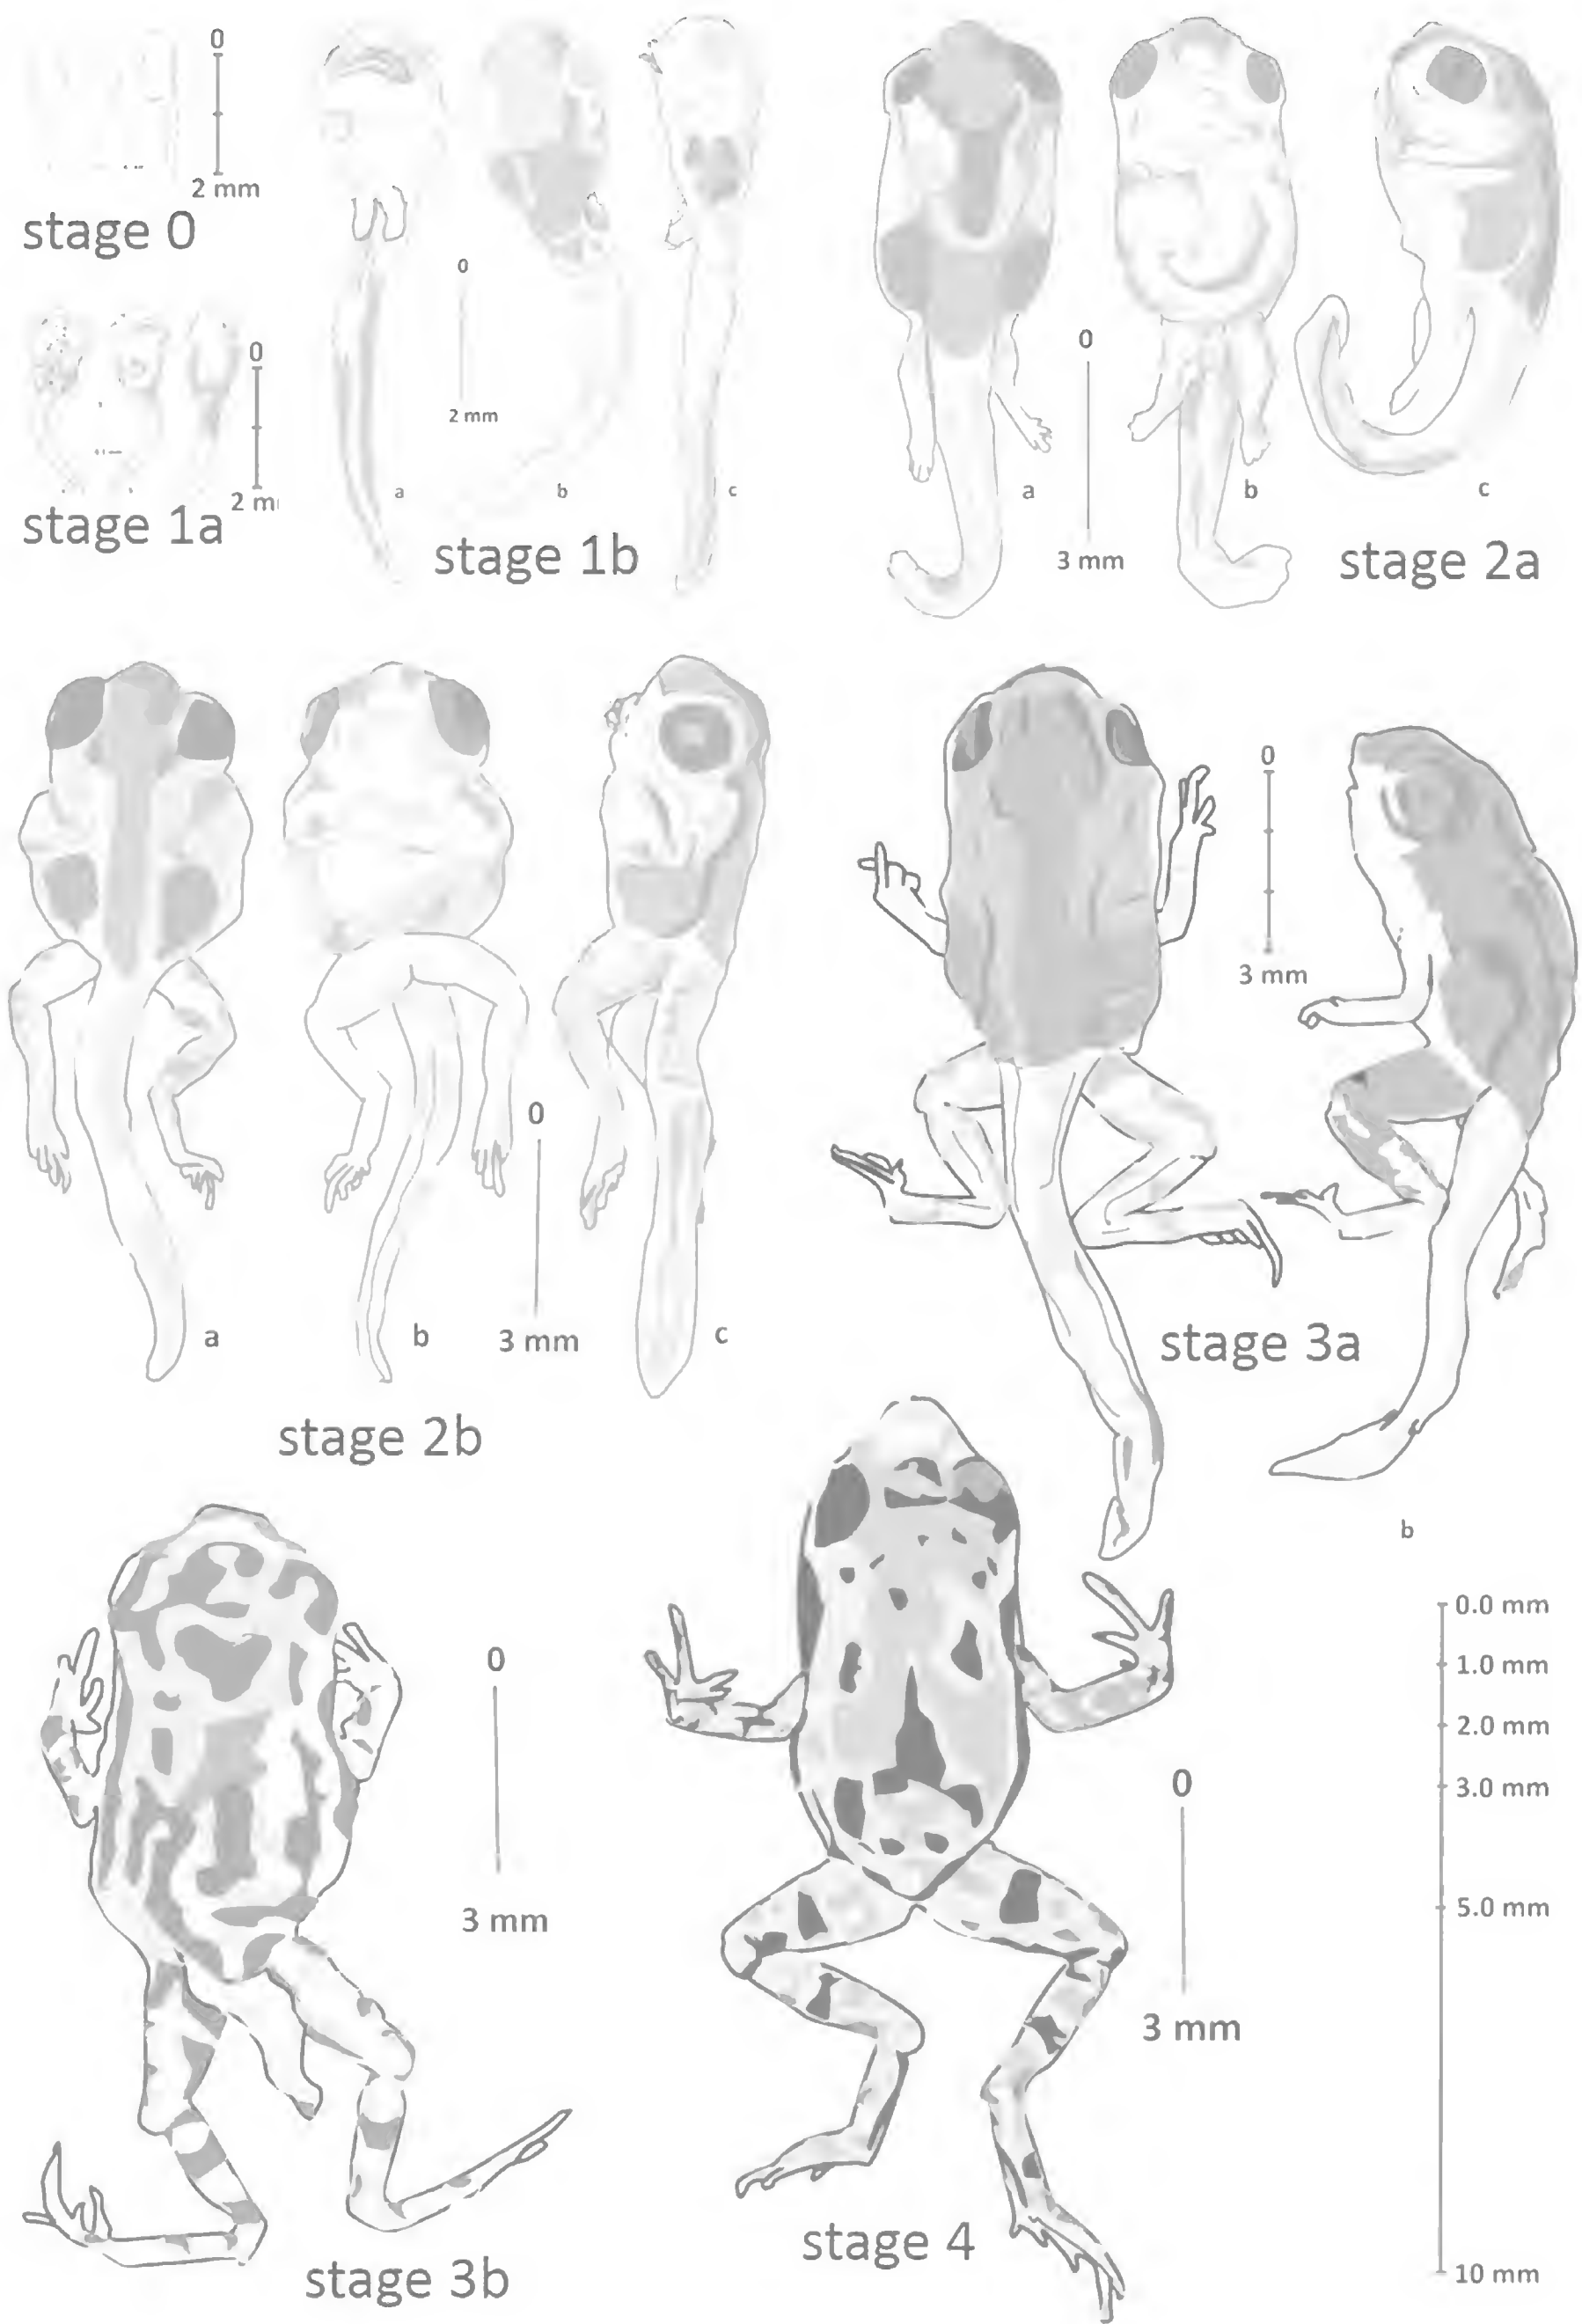 0
2 mm
stage 0
0
2 m
stage 1a
0
2 mm
a
b
c
stage 1b
0
3 mm
a
b
c
stage 2a
0
3 mm
a
b
c
stage 2b
0
3 mm
stage 3a
b
0
3 mm
stage 3b
0
3 mm
stage 4
0.0 mm
1.0 mm
2.0 mm
3.0 mm
5.0 mm
10 mm